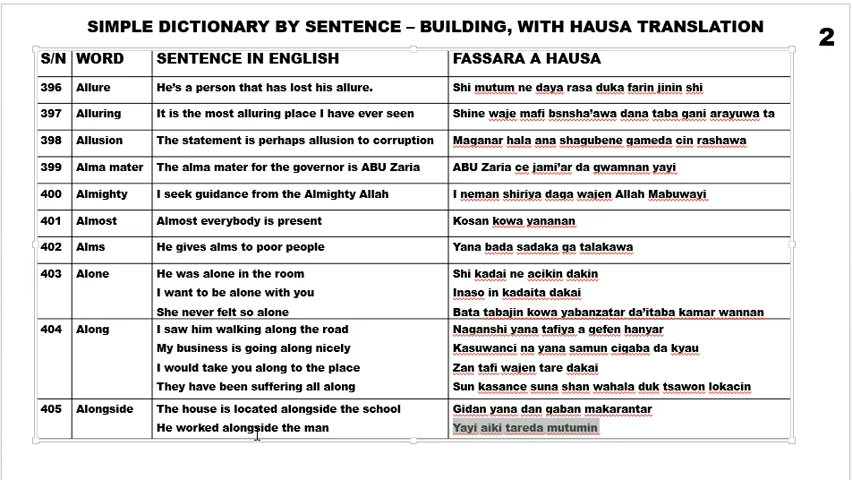 SIMPLE DICTIONARY BY SENTENCE – BUILDING, WITH HAUSA TRANSLATION
2
S/N WORD SENTENCE IN ENGLISH FASSARA A HAUSA
396 Allure He's a person that has lost his allure. Shi mutum ne daya rasa duka farin jinin shi
397 Alluring It is the most alluring place I have ever seen Shine waje mafi bsnsha'awa dana taba gani arayuwa ta
398 Allusion The statement is perhaps allusion to corruption Maganar hala ana shagubene gameda cin rashawa
399 Alma mater The alma mater for the governor is ABU Zaria ABU Zaria ce jami'ar da gwamnan yayi
400 Almighty I seek guidance from the Almighty Allah I neman shiriya daga wajen Allah Mabuwayi
401 Almost Almost everybody is present Kosan kowa yananan
402 Alms He gives alms to poor people Yana bada sadaka ga talakawa
403 Alone He was alone in the room Shi kadai ne acikin dakin
I want to be alone with you Inaso in kadaita dakai
She never felt so alone Bata tabajin kowa yabanzatar da'itaba kamar wannan
404 Along I saw him walking along the road Naganshi yana tafiya a gefen hanyar
My business is going along nicely Kasuwanci na yana samun cigaba da kyau
I would take you along to the place Zan tafi wajen tare dakai
They have been suffering all along Sun kasance suna shan wahala duk tsawon lokacin
405 Alongside The house is located alongside the school Gidan yana dan gaban makarantar
He worked alongside the man Yayi aiki tareda mutumin